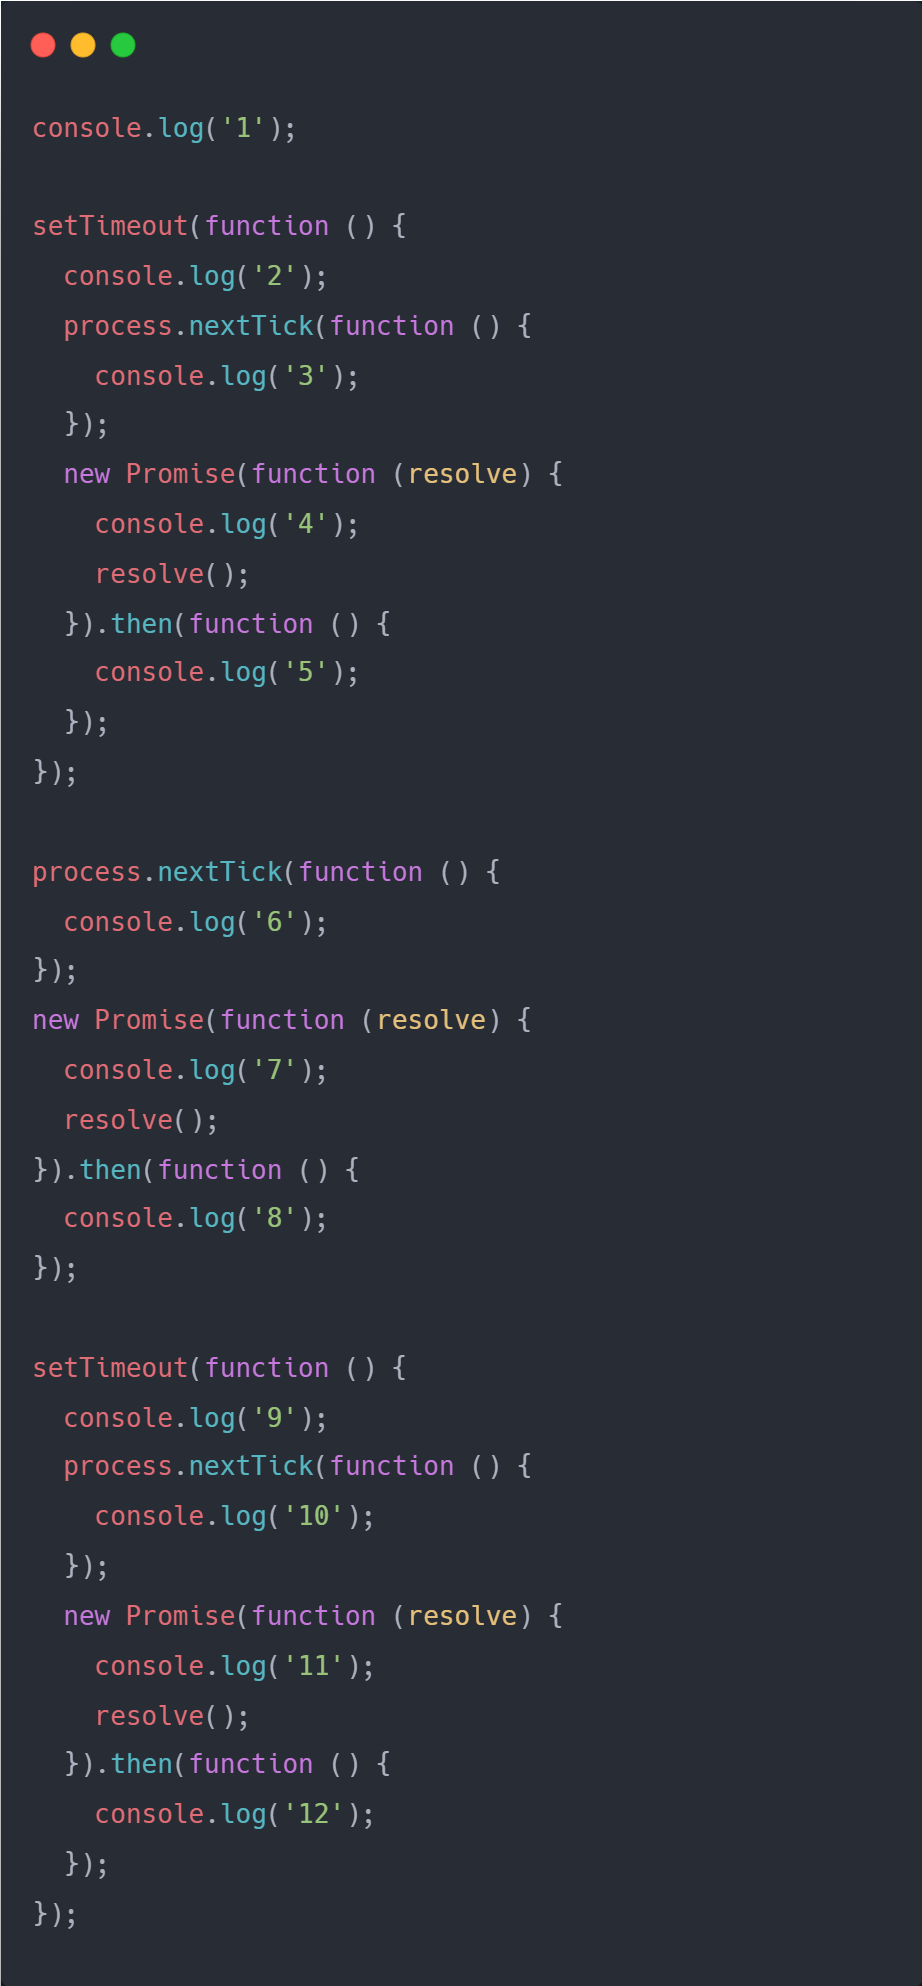 console.log('1');

setTimeout(function () {
  console.log('2');
  process.nextTick(function () {
    console.log('3');
  });
  new Promise(function (resolve) {
    console.log('4');
    resolve();
  }).then(function () {
    console.log('5');
  });
});

process.nextTick(function () {
  console.log('6');
});
new Promise(function (resolve) {
  console.log('7');
  resolve();
}).then(function () {
  console.log('8');
});

setTimeout(function () {
  console.log('9');
  process.nextTick(function () {
    console.log('10');
  });
  new Promise(function (resolve) {
    console.log('11');
    resolve();
  }).then(function () {
    console.log('12');
  });
});